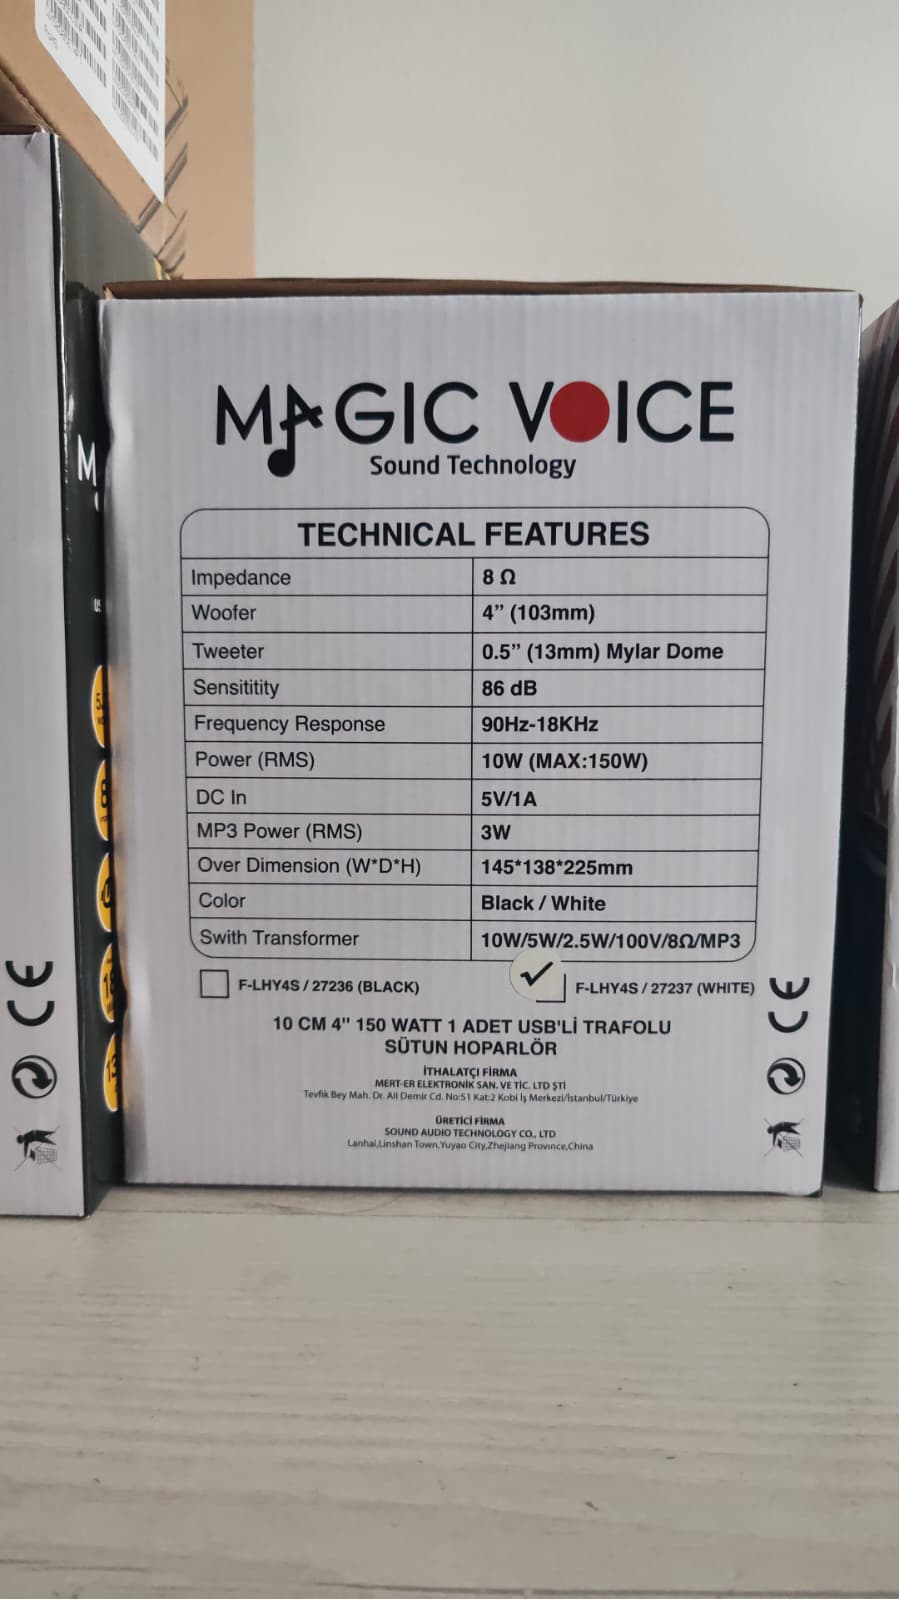 MAGIC VOICE
Sound Technology
TECHNICAL FEATURES
Impedance 8 Ω
Woofer 4” (103mm)
Tweeter 0.5” (13mm) Mylar Dome
Sensititity 86 dB
Frequency Response 90Hz-18KHz
Power (RMS) 10W (MAX:150W)
DC In 5V/1A
MP3 Power (RMS) 3W
Over Dimension (W*D*H) 145*138*225mm
Color Black / White
Swith Transformer 10W/5W/2.5W/100V/8Ω/MP3
F-LHY4S / 27236 (BLACK) F-LHY4S / 27237 (WHITE)
10 CM 4" 150 WATT 1 ADET USB'Lİ TRAFOLU
SÜTUN HOPARLÖR
İTHALATÇI FİRMA
MERT-ER ELEKTRONİK SAN. VE TİC. LTD ŞTİ
Tevfik Bey Mah. Dr. Ali Demir Cd. No:51 Kat:2 Kobi İş Merkezi/İstanbul/Türkiye
ÜRETİCİ FİRMA
SOUND AUDIO TECHNOLOGY CO., LTD
Lanhai,Linshan Town,Yuyao City,Zhejiang Province,China
CE
CE